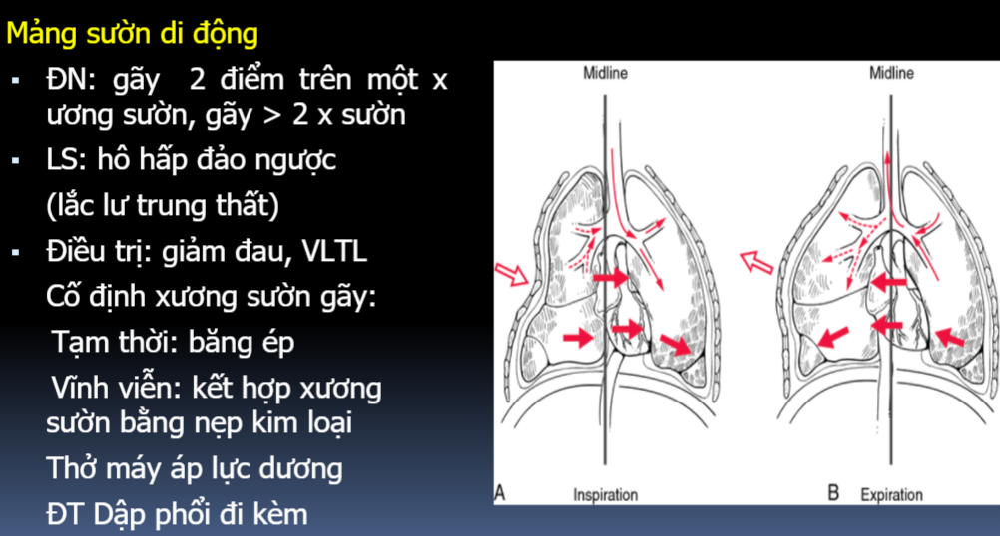 Mảng sườn di động
▪ ĐN: gãy 2 điểm trên một x
ương sườn, gãy > 2 x sườn
▪ LS: hô hấp đảo ngược
(lắc lư trung thất)
▪ Điều trị: giảm đau, VLTL
Cố định xương sườn gãy:
Tạm thời: băng ép
Vĩnh viễn: kết hợp xương
sườn bằng nẹp kim loại
Thở máy áp lực dương
ĐT Dập phổi đi kèm
Midline
Midline
A Inspiration
B Expiration